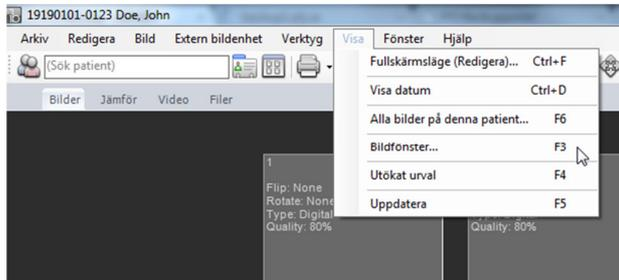 19190101-0123 Doe, John
Arkiv Redigera Bild Extern bildenhet Verktyg Visa Fönster Hjälp
(Sök patient)
Fullskärmsläge (Redigera)... Ctrl+F
Bilder Jämför Video Filer
Visa datum Ctrl+D
Alla bilder på denna patient... F6
Bildfönster... F3
Utökat urval F4
Uppdatera F5
1
Flip: None
Rotate: None
Type: Digital
Quality: 80%
Quality: 80%